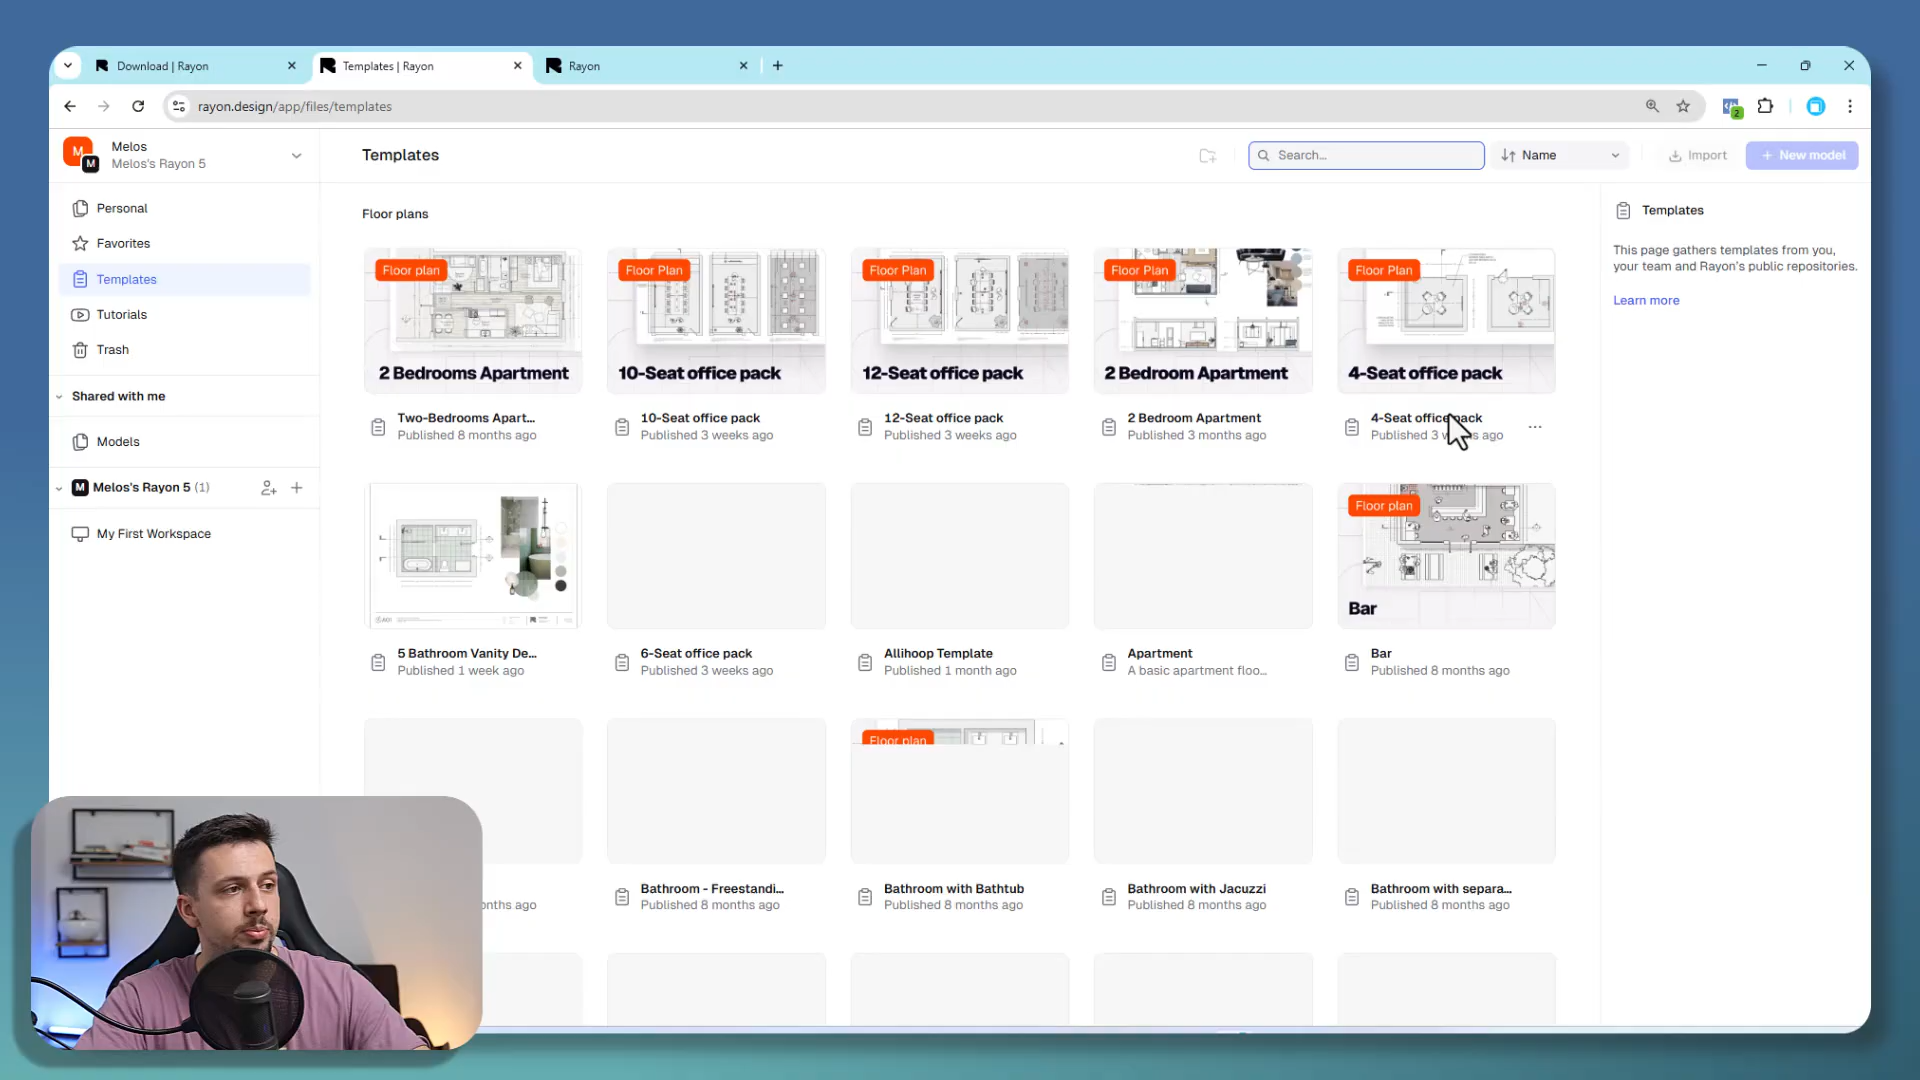 Download | Rayon
Templates | Rayon
Rayon
rayon.design/app/files/templates
2
M
M
Melos
Melos's Rayon 5
Templates
Search...
Name
Import
+ New model
Personal
Favorites
Templates
Tutorials
Trash
Shared with me
Models
M Melos's Rayon 5 (1)
My First Workspace
Floor plans
Floor plan
2 Bedrooms Apartment
Two-Bedrooms Apart...
Published 8 months ago
Floor Plan
10-Seat office pack
10-Seat office pack
Published 3 weeks ago
Floor Plan
12-Seat office pack
12-Seat office pack
Published 3 weeks ago
Floor Plan
2 Bedroom Apartment
2 Bedroom Apartment
Published 3 months ago
Floor Plan
4-Seat office pack
4-Seat office pack
Published 3 ago
5 Bathroom Vanity De...
Published 1 week ago
6-Seat office pack
Published 3 weeks ago
Allihoop Template
Published 1 month ago
Apartment
A basic apartment floo...
Floor plan
Bar
Bar
Published 8 months ago
nths ago
Bathroom - Freestandi...
Published 8 months ago
Floor plan
Bathroom with Bathtub
Published 8 months ago
Bathroom with Jacuzzi
Published 8 months ago
Bathroom with separa...
Published 8 months ago
Templates
This page gathers templates from you,
your team and Rayon's public repositories.
Learn more